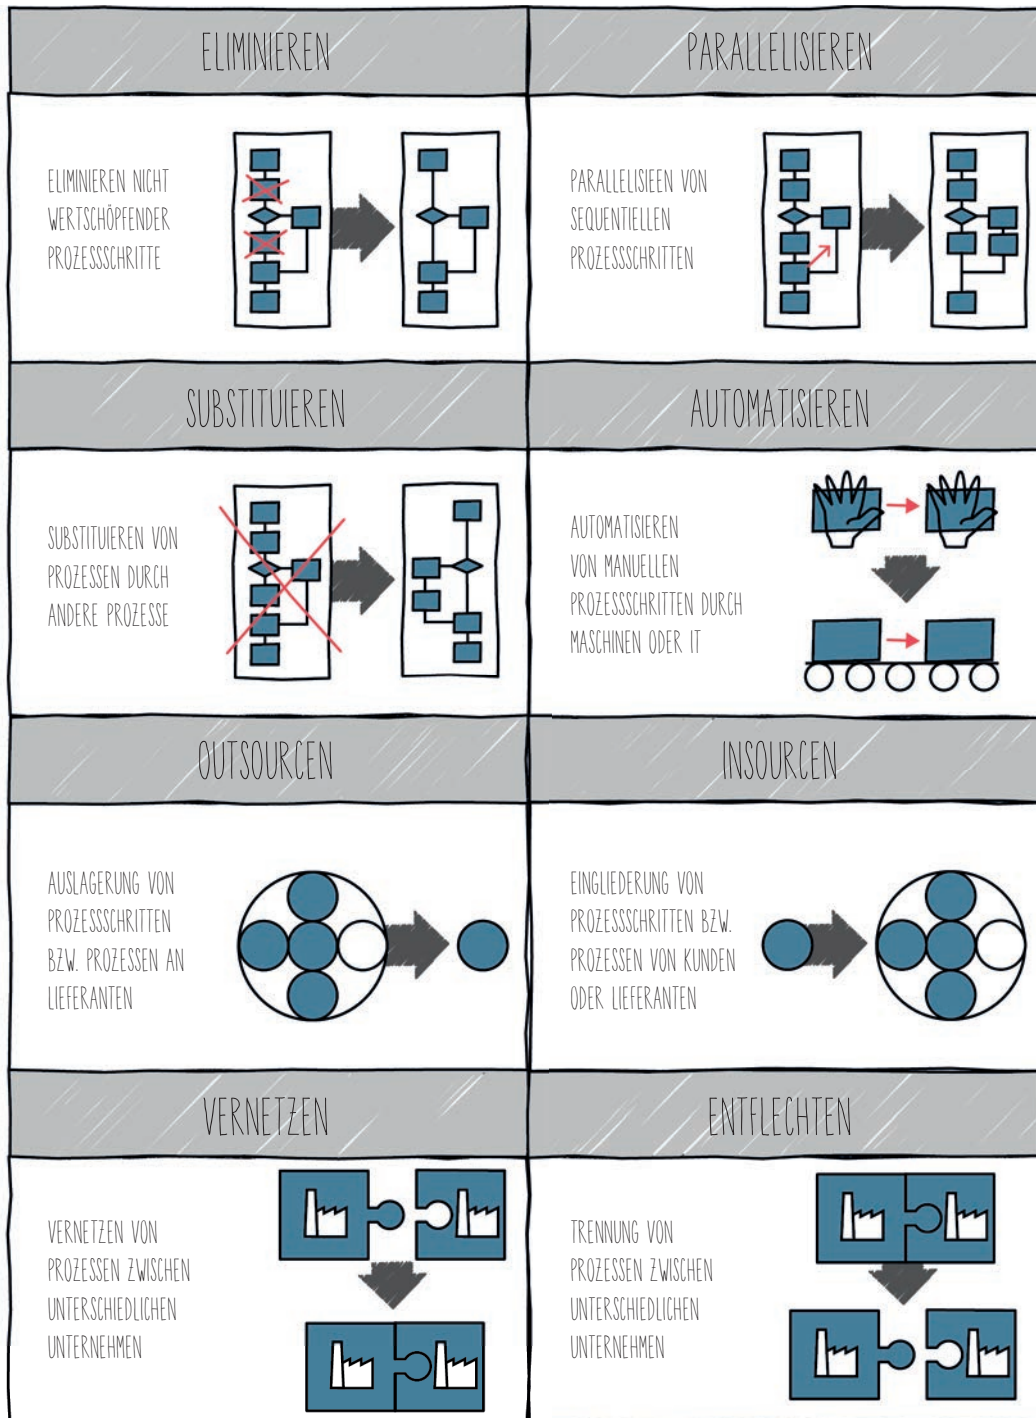 ELIMINIEREN
ELIMINIEREN NICHT
WERTSCHÖPFENDER
PROZESSSCHRITTE
PARALLELISIEREN
PARALLELISIEEN VON
SEQUENTIELLEN
PROZESSSCHRITTEN
SUBSTITUIEREN
SUBSTITUIEREN VON
PROZESSEN DURCH
ANDERE PROZESSE
AUTOMATISIEREN
AUTOMATISIEREN
VON MANUELLEN
PROZESSSCHRITTEN DURCH
MASCHINEN ODER IT
OUTSOURCEN
AUSLAGERUNG VON
PROZESSSCHRITTEN
BZW. PROZESSEN AN
LIEFERANTEN
INSOURCEN
EINGLIEDERUNG VON
PROZESSSCHRITTEN BZW.
PROZESSEN VON KUNDEN
ODER LIEFERANTEN
VERNETZEN
VERNETZEN VON
PROZESSEN ZWISCHEN
UNTERSCHIEDLICHEN
UNTERNEHMEN
ENTFLECHTEN
TRENNUNG VON
PROZESSEN ZWISCHEN
UNTERSCHIEDLICHEN
UNTERNEHMEN